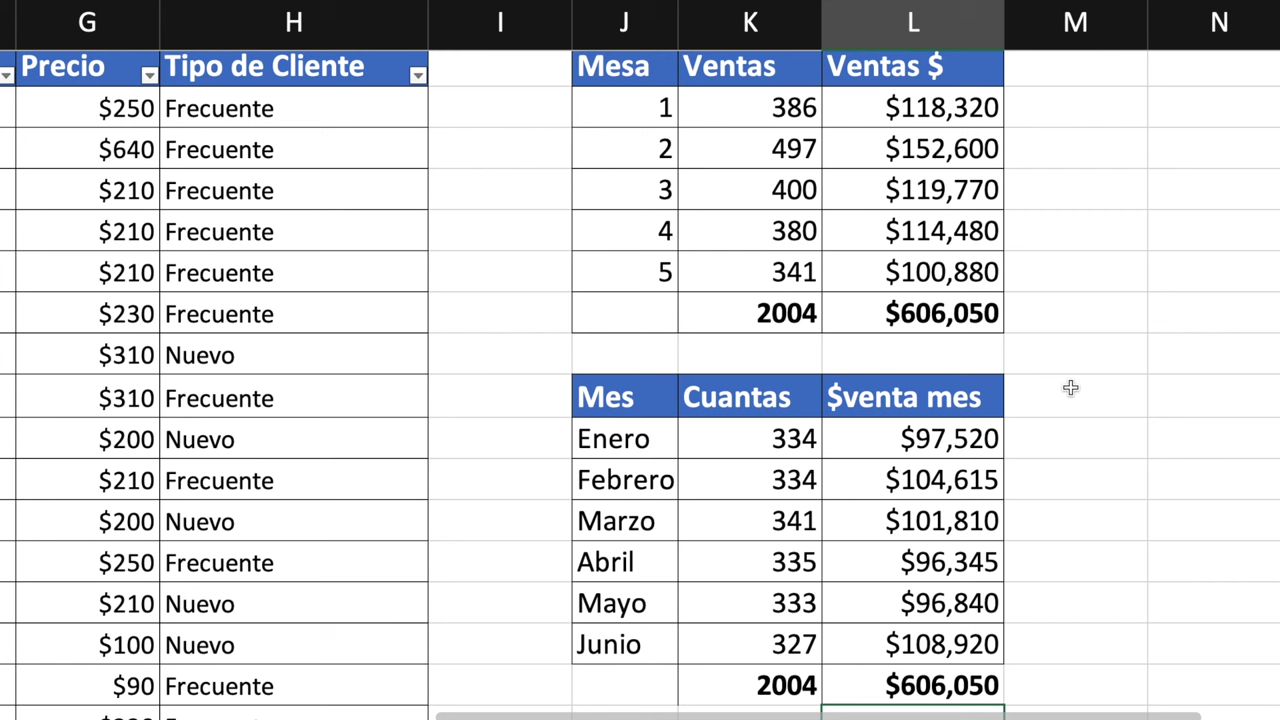 G H I J K L M N
Precio Tipo de Cliente Mesa Ventas Ventas $
$250 Frecuente 1 386 $118,320
$640 Frecuente 2 497 $152,600
$210 Frecuente 3 400 $119,770
$210 Frecuente 4 380 $114,480
$210 Frecuente 5 341 $100,880
$230 Frecuente 2004 $606,050
$310 Nuevo
$310 Frecuente Mes Cuantas $venta mes
$200 Nuevo Enero 334 $97,520
$210 Frecuente Febrero 334 $104,615
$200 Nuevo Marzo 341 $101,810
$250 Frecuente Abril 335 $96,345
$210 Nuevo Mayo 333 $96,840
$100 Nuevo Junio 327 $108,920
$90 Frecuente 2004 $606,050